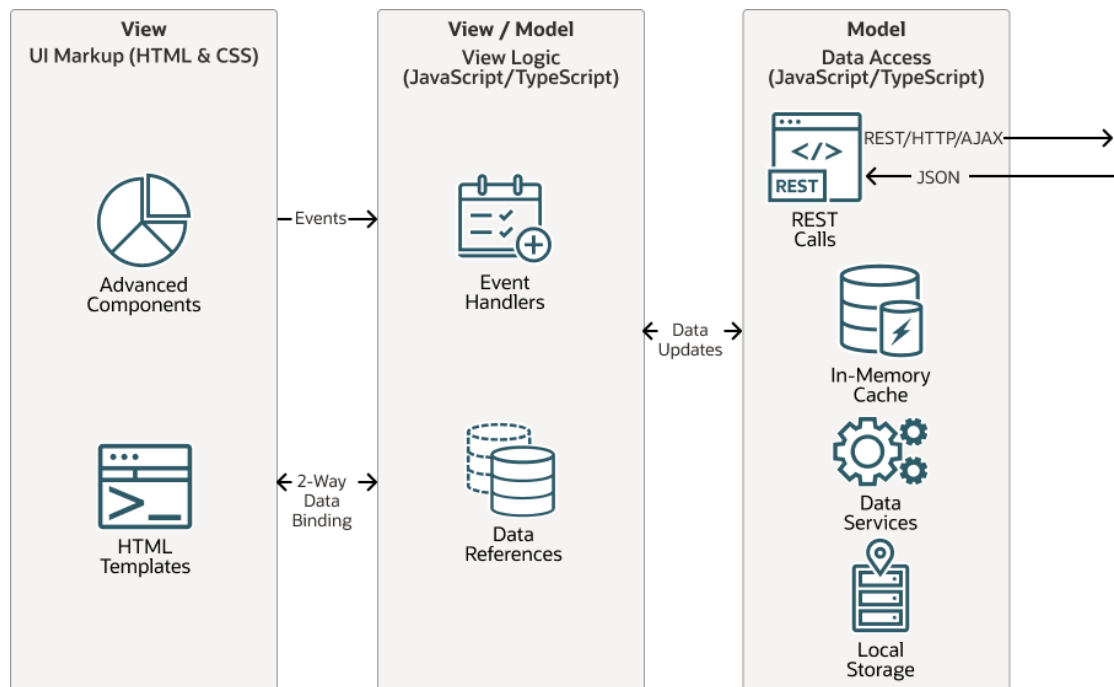 View
UI Markup (HTML & CSS)
Advanced
Components
HTML
Templates
Events
2-Way
Data
Binding
View / Model
View Logic
(JavaScript/TypeScript)
Event
Handlers
Data
References
Data
Updates
Model
Data Access
(JavaScript/TypeScript)
</>
REST
REST/HTTP/AJAX
JSON
REST
Calls
In-Memory
Cache
Data
Services
Local
Storage